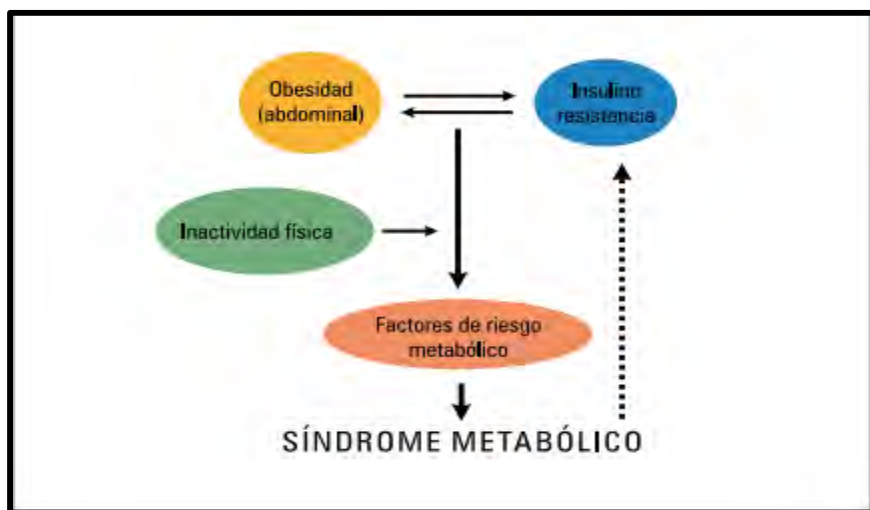 Obesidad
(abdominal)
Insulino
resistencia
Inactividad física
Factores de riesgo
metabólico
SÍNDROME METABÓLICO